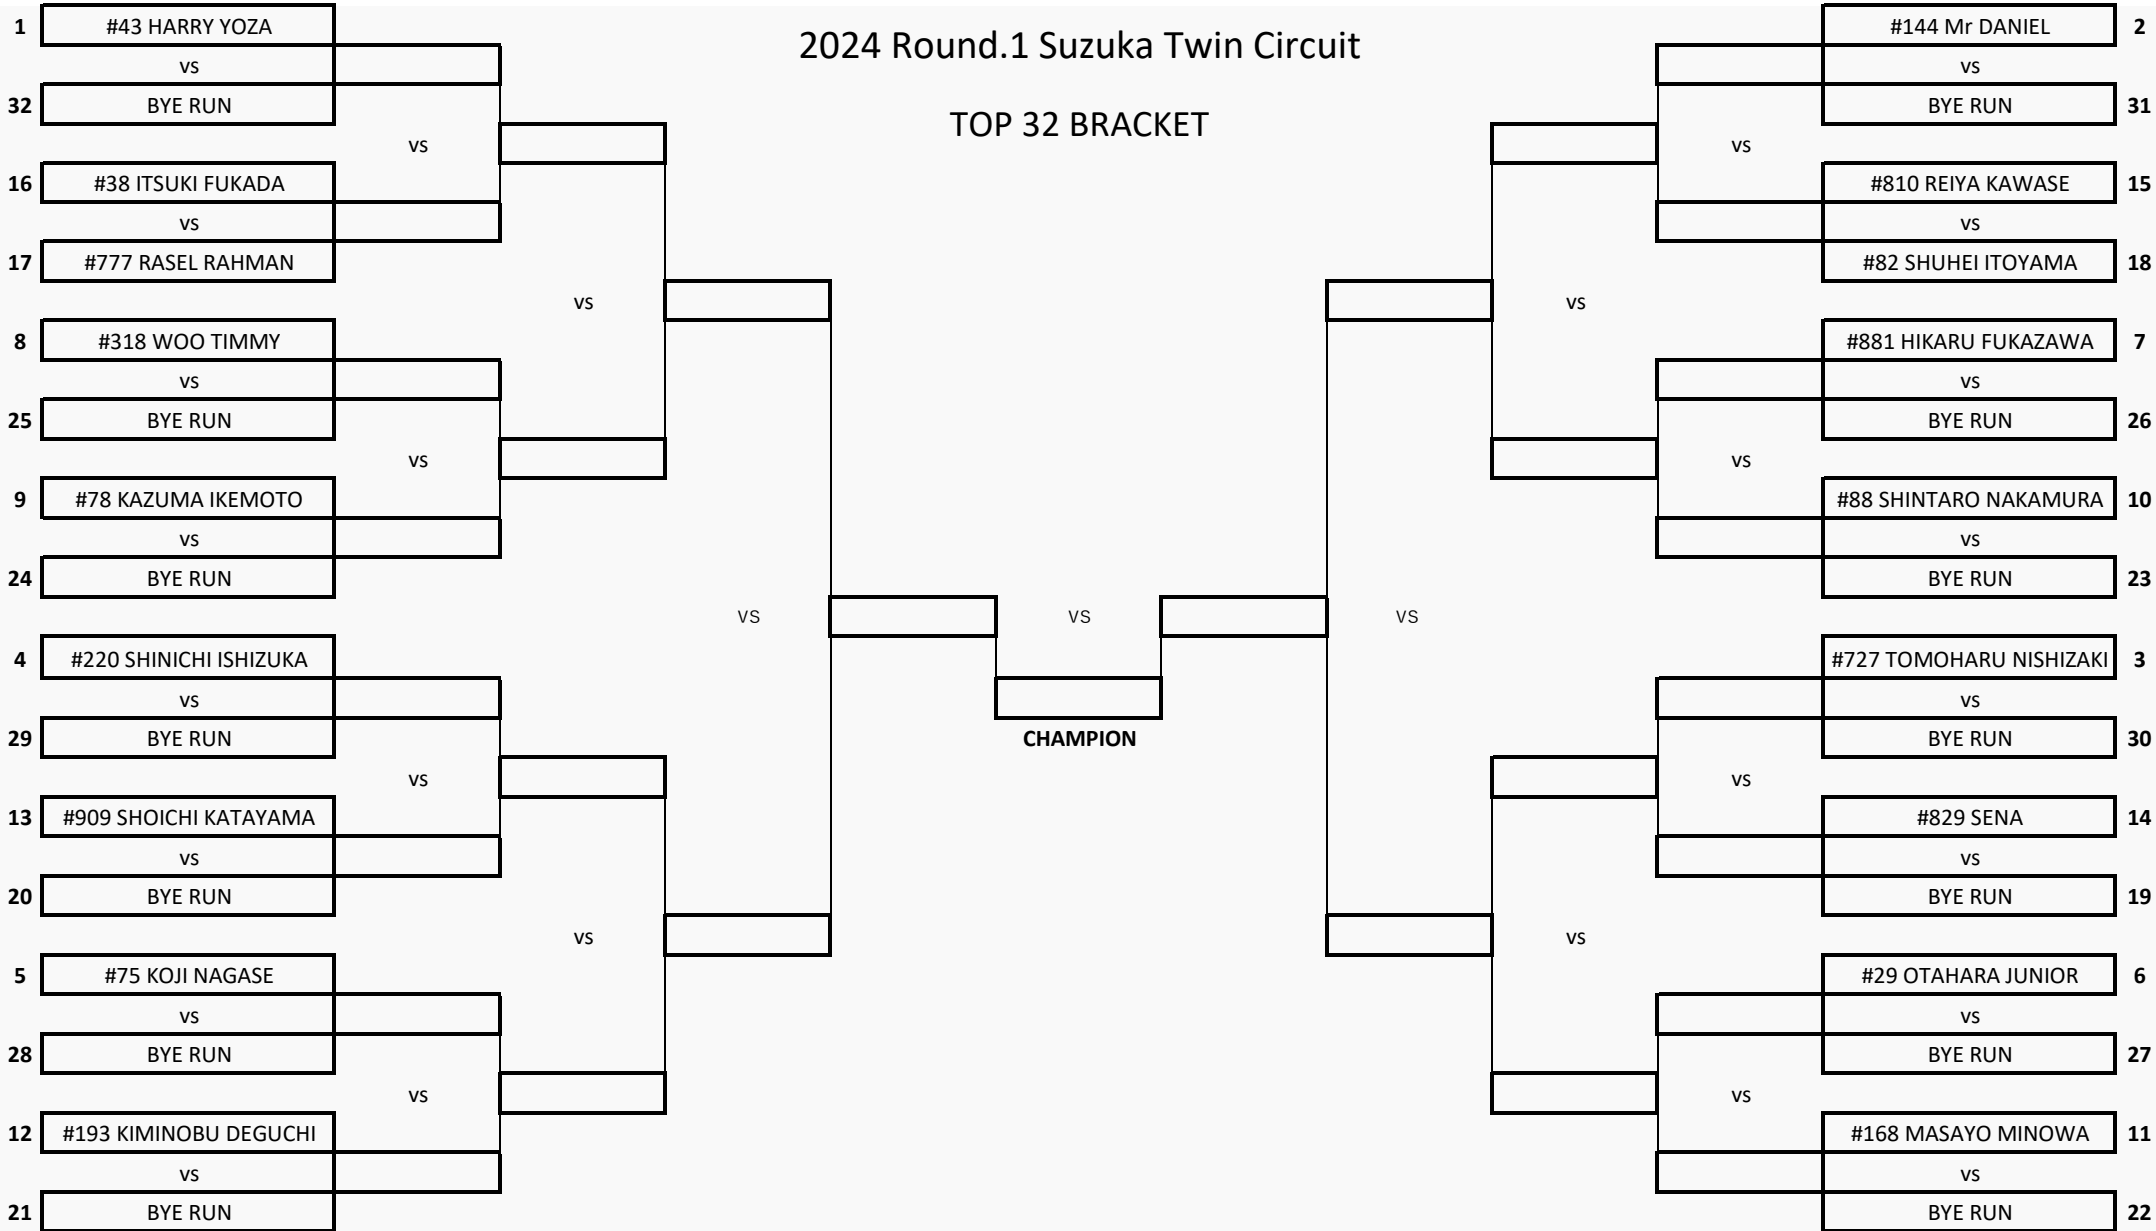 2024 Round.1 Suzuka Twin Circuit
TOP 32 BRACKET
1 #43 HARRY YOZA
vs
32 BYE RUN
vs
16 #38 ITSUKI FUKADA
vs
17 #777 RASEL RAHMAN
vs
8 #318 WOO TIMMY
vs
25 BYE RUN
vs
9 #78 KAZUMA IKEMOTO
vs
24 BYE RUN
vs
4 #220 SHINICHI ISHIZUKA
vs
29 BYE RUN
vs
13 #909 SHOICHI KATAYAMA
vs
20 BYE RUN
vs
5 #75 KOJI NAGASE
vs
28 BYE RUN
vs
12 #193 KIMINOBU DEGUCHI
vs
21 BYE RUN
vs
CHAMPION
#144 Mr DANIEL 2
vs
BYE RUN 31
vs
#810 REIYA KAWASE 15
vs
#82 SHUHEI ITOYAMA 18
vs
#881 HIKARU FUKAZAWA 7
vs
BYE RUN 26
vs
#88 SHINTARO NAKAMURA 10
vs
BYE RUN 23
vs
#727 TOMOHARU NISHIZAKI 3
vs
BYE RUN 30
vs
#829 SENA 14
vs
BYE RUN 19
vs
#29 OTAHARA JUNIOR 6
vs
BYE RUN 27
vs
#168 MASAYO MINOWA 11
vs
BYE RUN 22